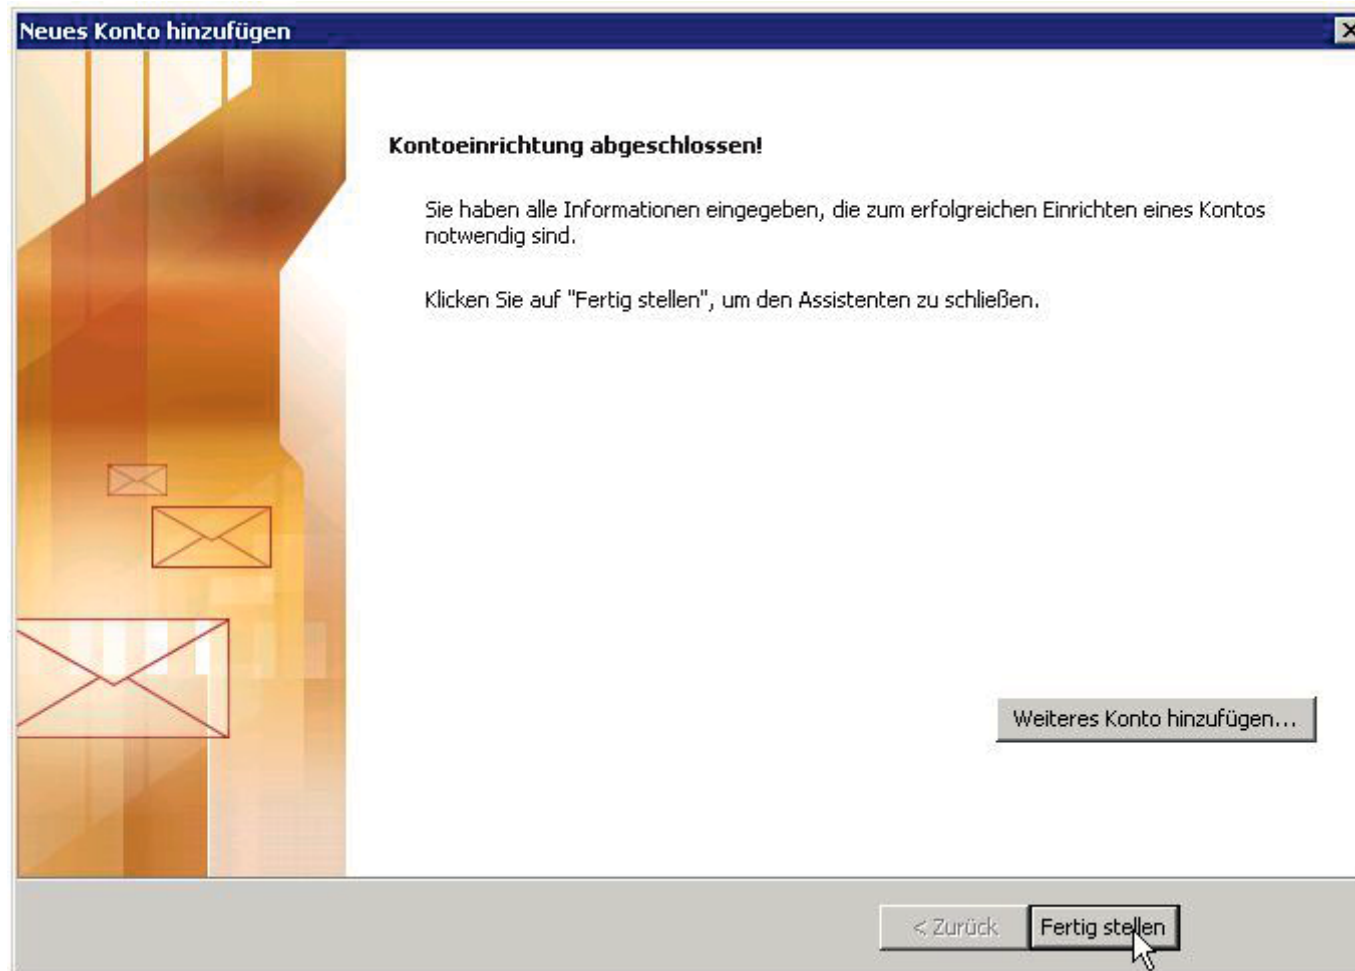 Neues Konto hinzufügen
Kontoeinrichtung abgeschlossen!
Sie haben alle Informationen eingegeben, die zum erfolgreichen Einrichten eines Kontos
notwendig sind.
Klicken Sie auf "Fertig stellen", um den Assistenten zu schließen.
Weiteres Konto hinzufügen...
< Zurück
Fertig stellen